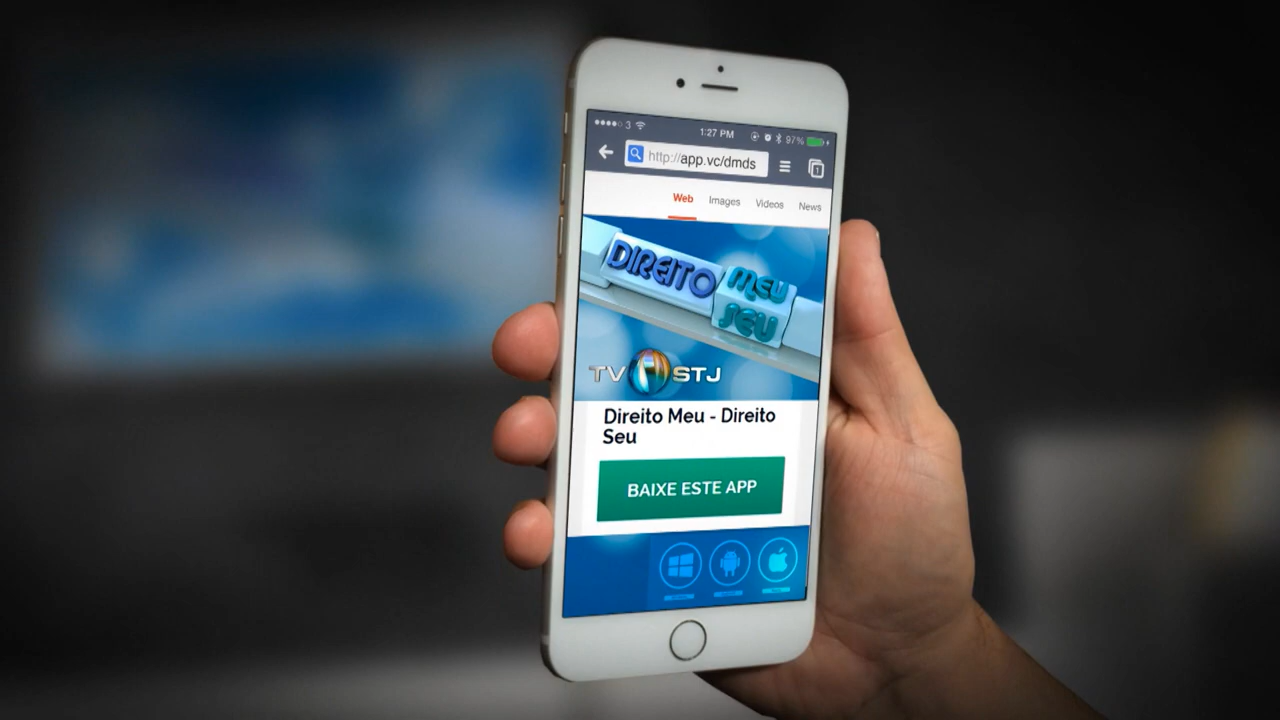 3 1:27 PM 97%
http://app.vc/dmds
1
Web Images Videos News
DIREITO MEU
SEU
TV STJ
Direito Meu - Direito
Seu
BAIXE ESTE APP